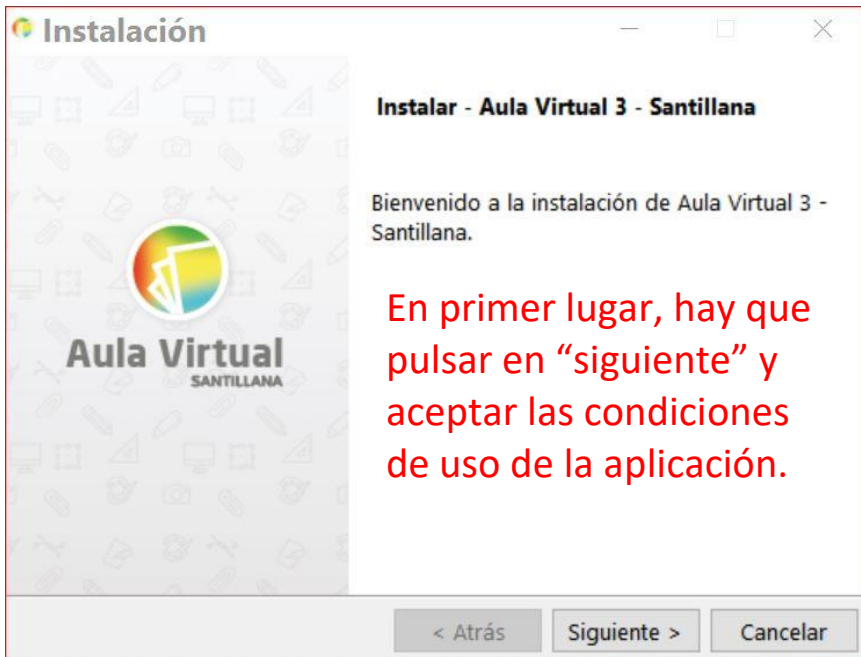 Instalación
Instalar - Aula Virtual 3 - Santillana
Bienvenido a la instalación de Aula Virtual 3 -
Santillana.
En primer lugar, hay que
pulsar en “siguiente” y
aceptar las condiciones
de uso de la aplicación.
Aula Virtual
SANTILLANA
< Atrás
Siguiente >
Cancelar